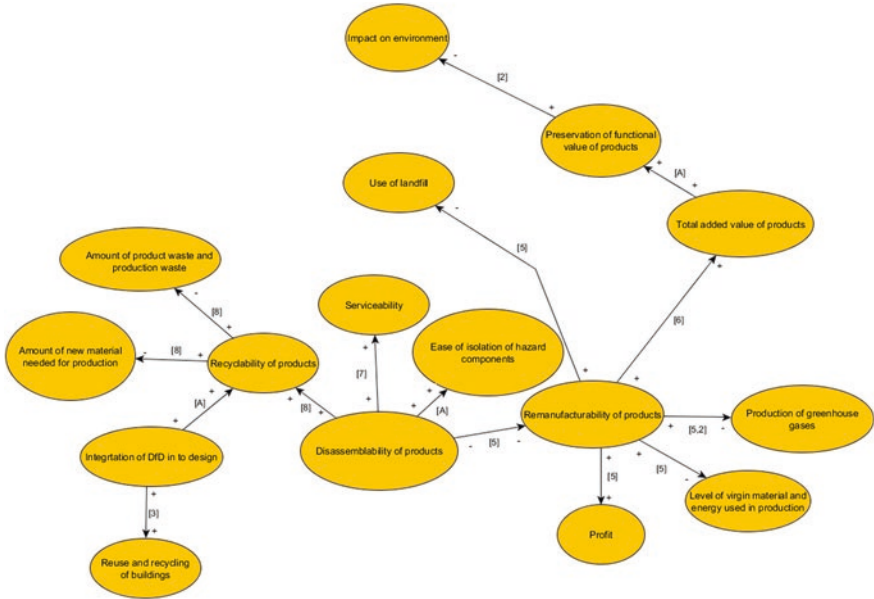 Impact on environment
-
[2]
+
Preservation of functional
value of products
+
[A]
+
Use of landfill
-
Total added value of products
+
[5]
[6]
Amount of product waste and
production waste
-
[8]
+
Serviceability
+
[7]
+
Ease of isolation of hazard
components
+
[A]
+
Amount of new material
needed for production
-
[8]
+
Recyclability of products
+
[A]
+
+
[8]
+
Integrtation of DfD in to design
+
[3]
+
Reuse and recycling
of buildings
Disassemblability of products
-
[5]
-
+
+
Remanufacturability of products
+
[5,2]
-
Production of greenhouse
gases
+
[5]
-
Level of virgin material and
energy used in production
+
[5]
+
Profit